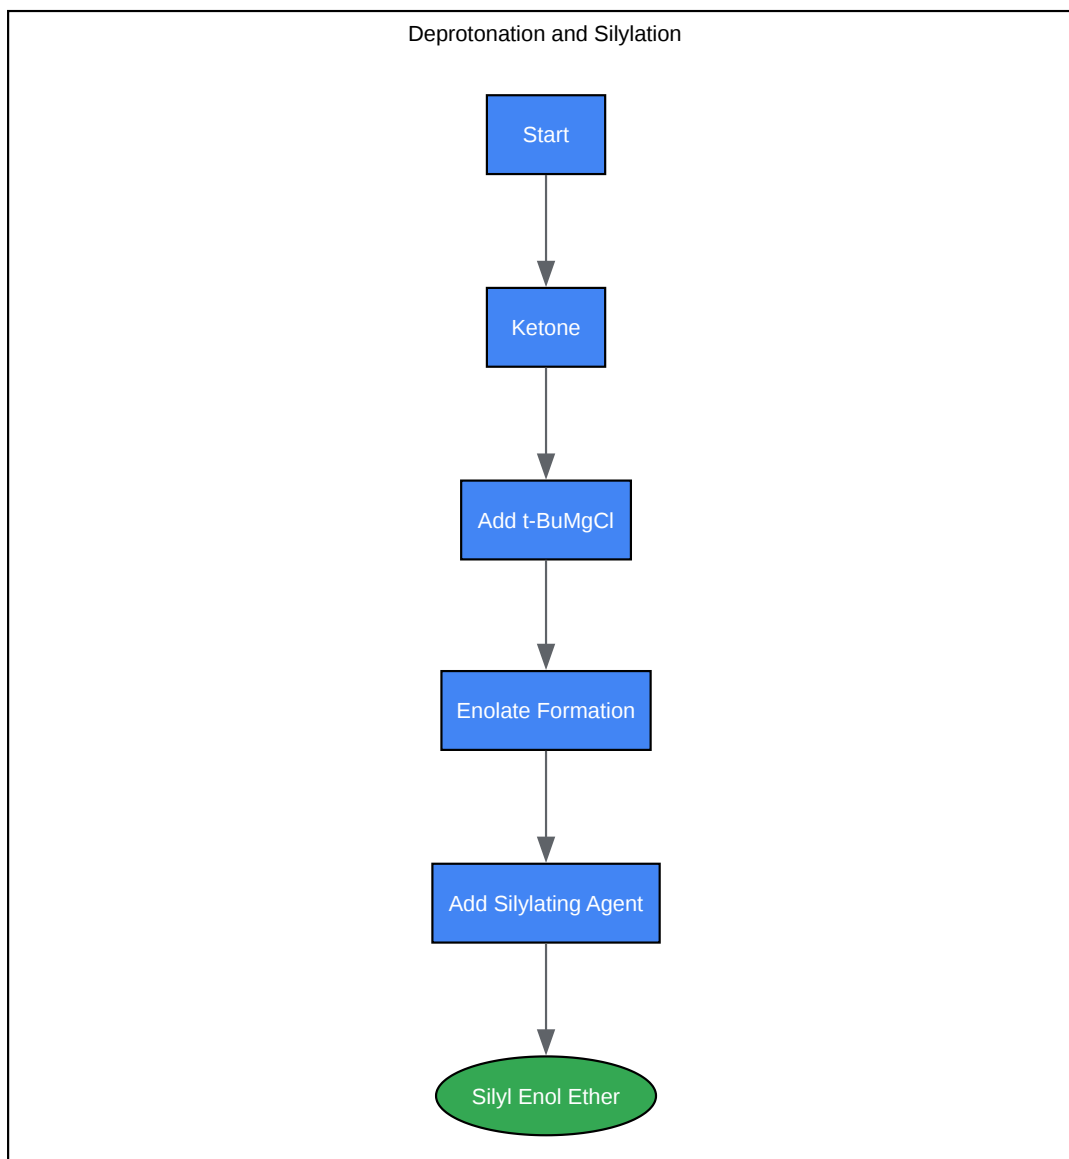 Deprotonation and Silylation
Start
Ketone
Add t-BuMgCl
Enolate Formation
Add Silylating Agent
Silyl Enol Ether